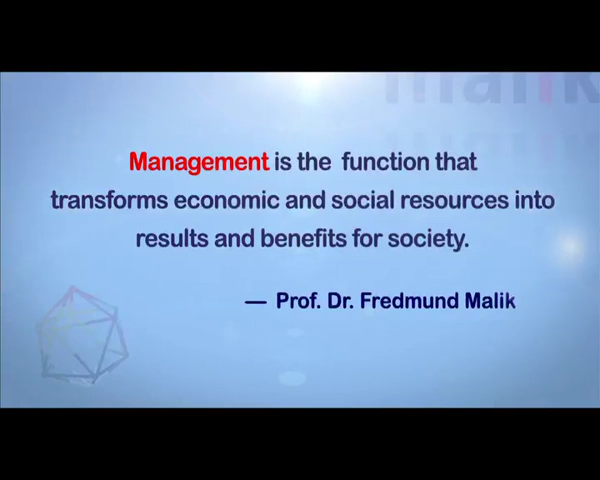 malik
Management is the function that
transforms economic and social resources into
results and benefits for society.
— Prof. Dr. Fredmund Malik